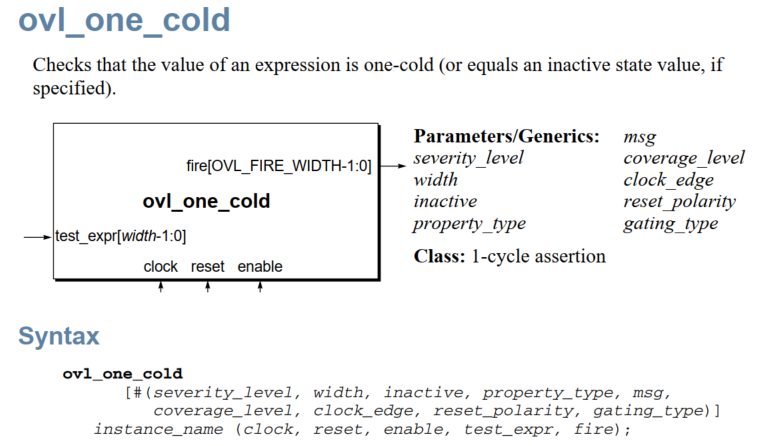 ovl_one_cold
Checks that the value of an expression is one-cold (or equals an inactive state value, if
specified).
fire[OVL_FIRE_WIDTH-1:0]
ovl_one_cold
test_expr[width-1:0]
clock reset enable
Parameters/Generics: msg
severity_level coverage_level
width clock_edge
inactive reset_polarity
property_type gating_type
Class: 1-cycle assertion
Syntax
ovl_one_cold
[#(severity_level, width, inactive, property_type, msg,
coverage_level, clock_edge, reset_polarity, gating_type)]
instance_name (clock, reset, enable, test_expr, fire);